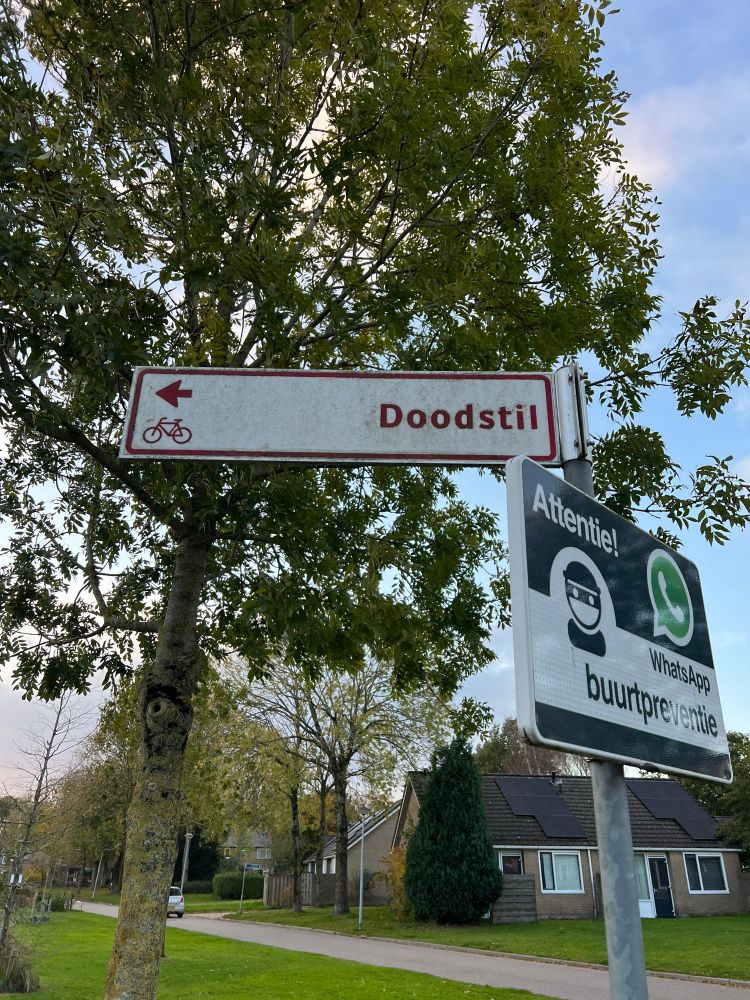 Doodstil
Attentie!
WhatsApp
buurtpreventie